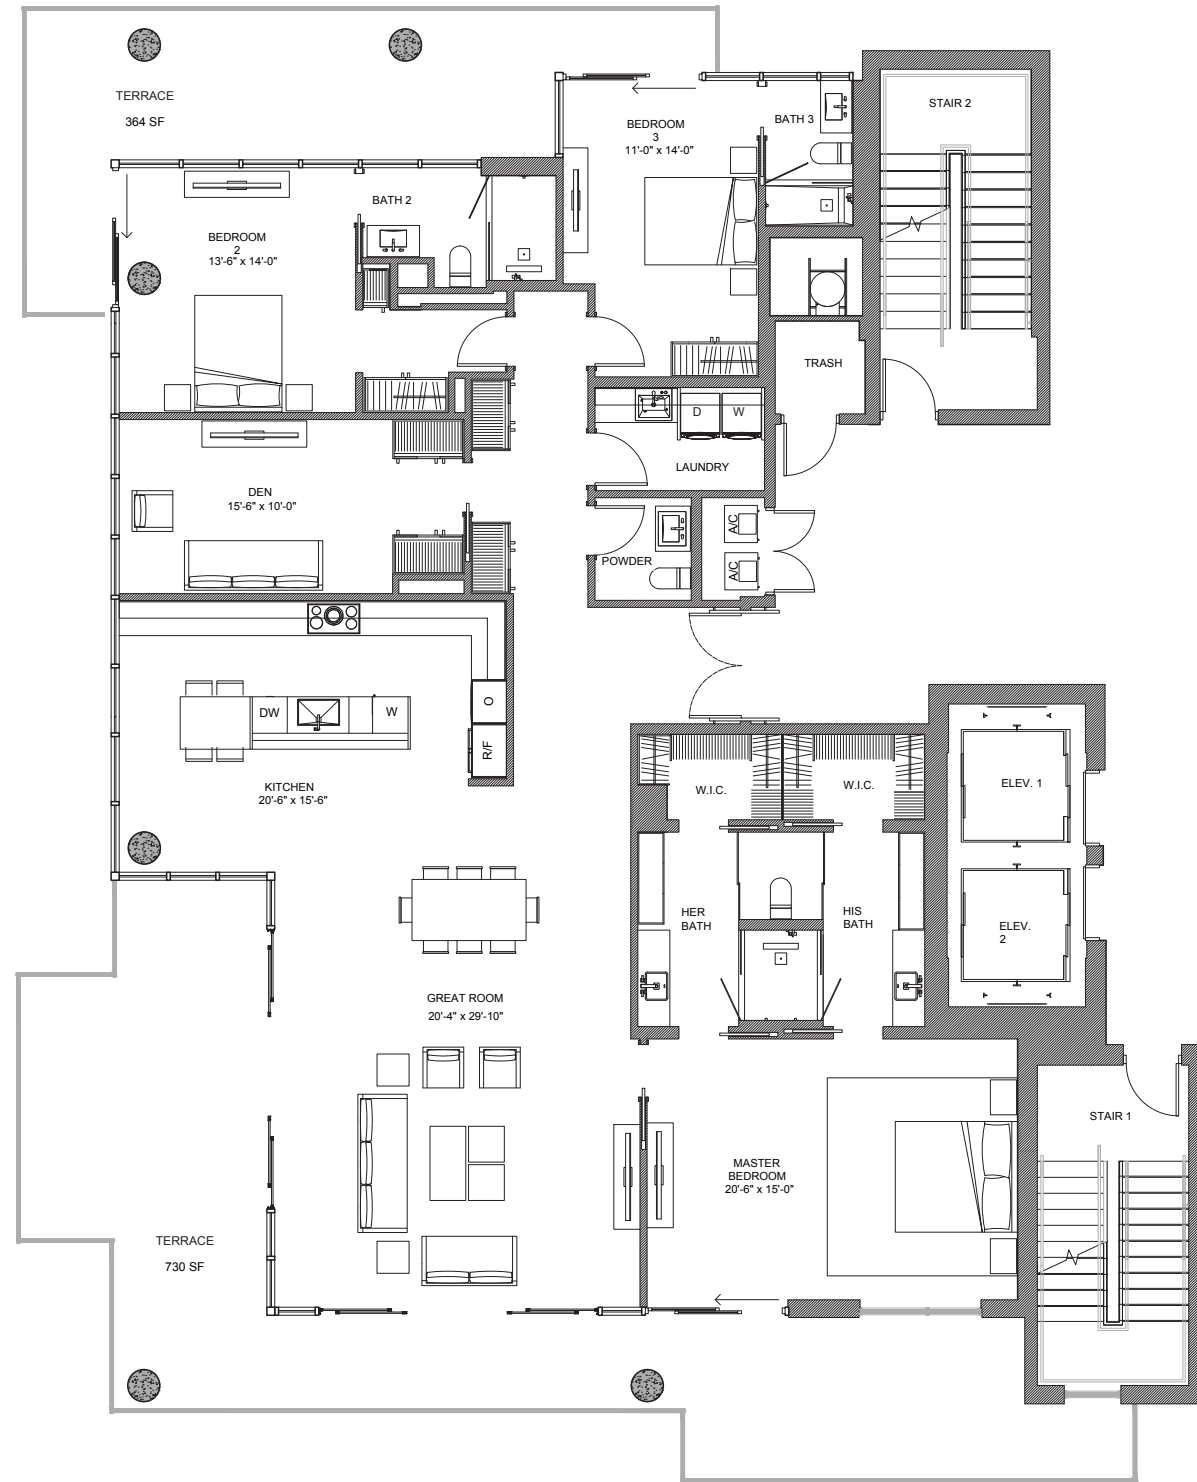 TERRACE
364 SF
STAIR 2
BEDROOM
3
11'-0" x 14'-0"
BATH 3
BATH 2
BEDROOM
2
13'-6" x 14'-0"
TRASH
D
W
LAUNDRY
DEN
15'-6" x 10'-0"
A/C
A/C
POWDER
DW
W
O
R/F
KITCHEN
20'-6" x 15'-6"
W.I.C.
W.I.C.
ELEV. 1
HER
BATH
HIS
BATH
ELEV.
2
GREAT ROOM
20'-4" x 29'-10"
STAIR 1
MASTER
BEDROOM
20'-6" x 15'-0"
TERRACE
730 SF